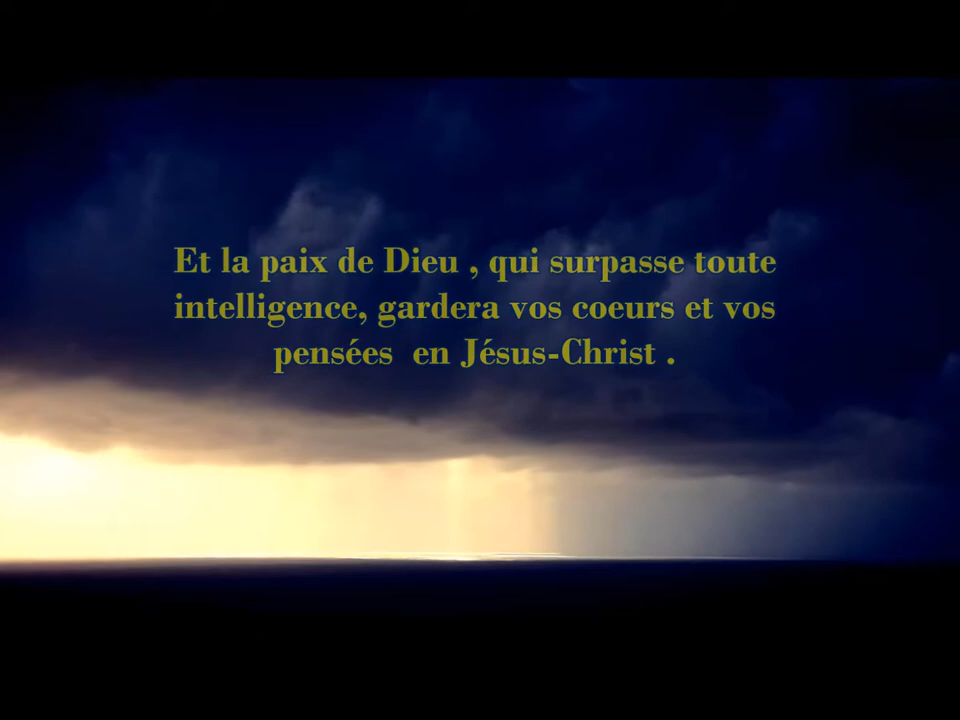 Et la paix de Dieu , qui surpasse toute
intelligence, gardera vos coeurs et vos
pensées  en Jésus-Christ .